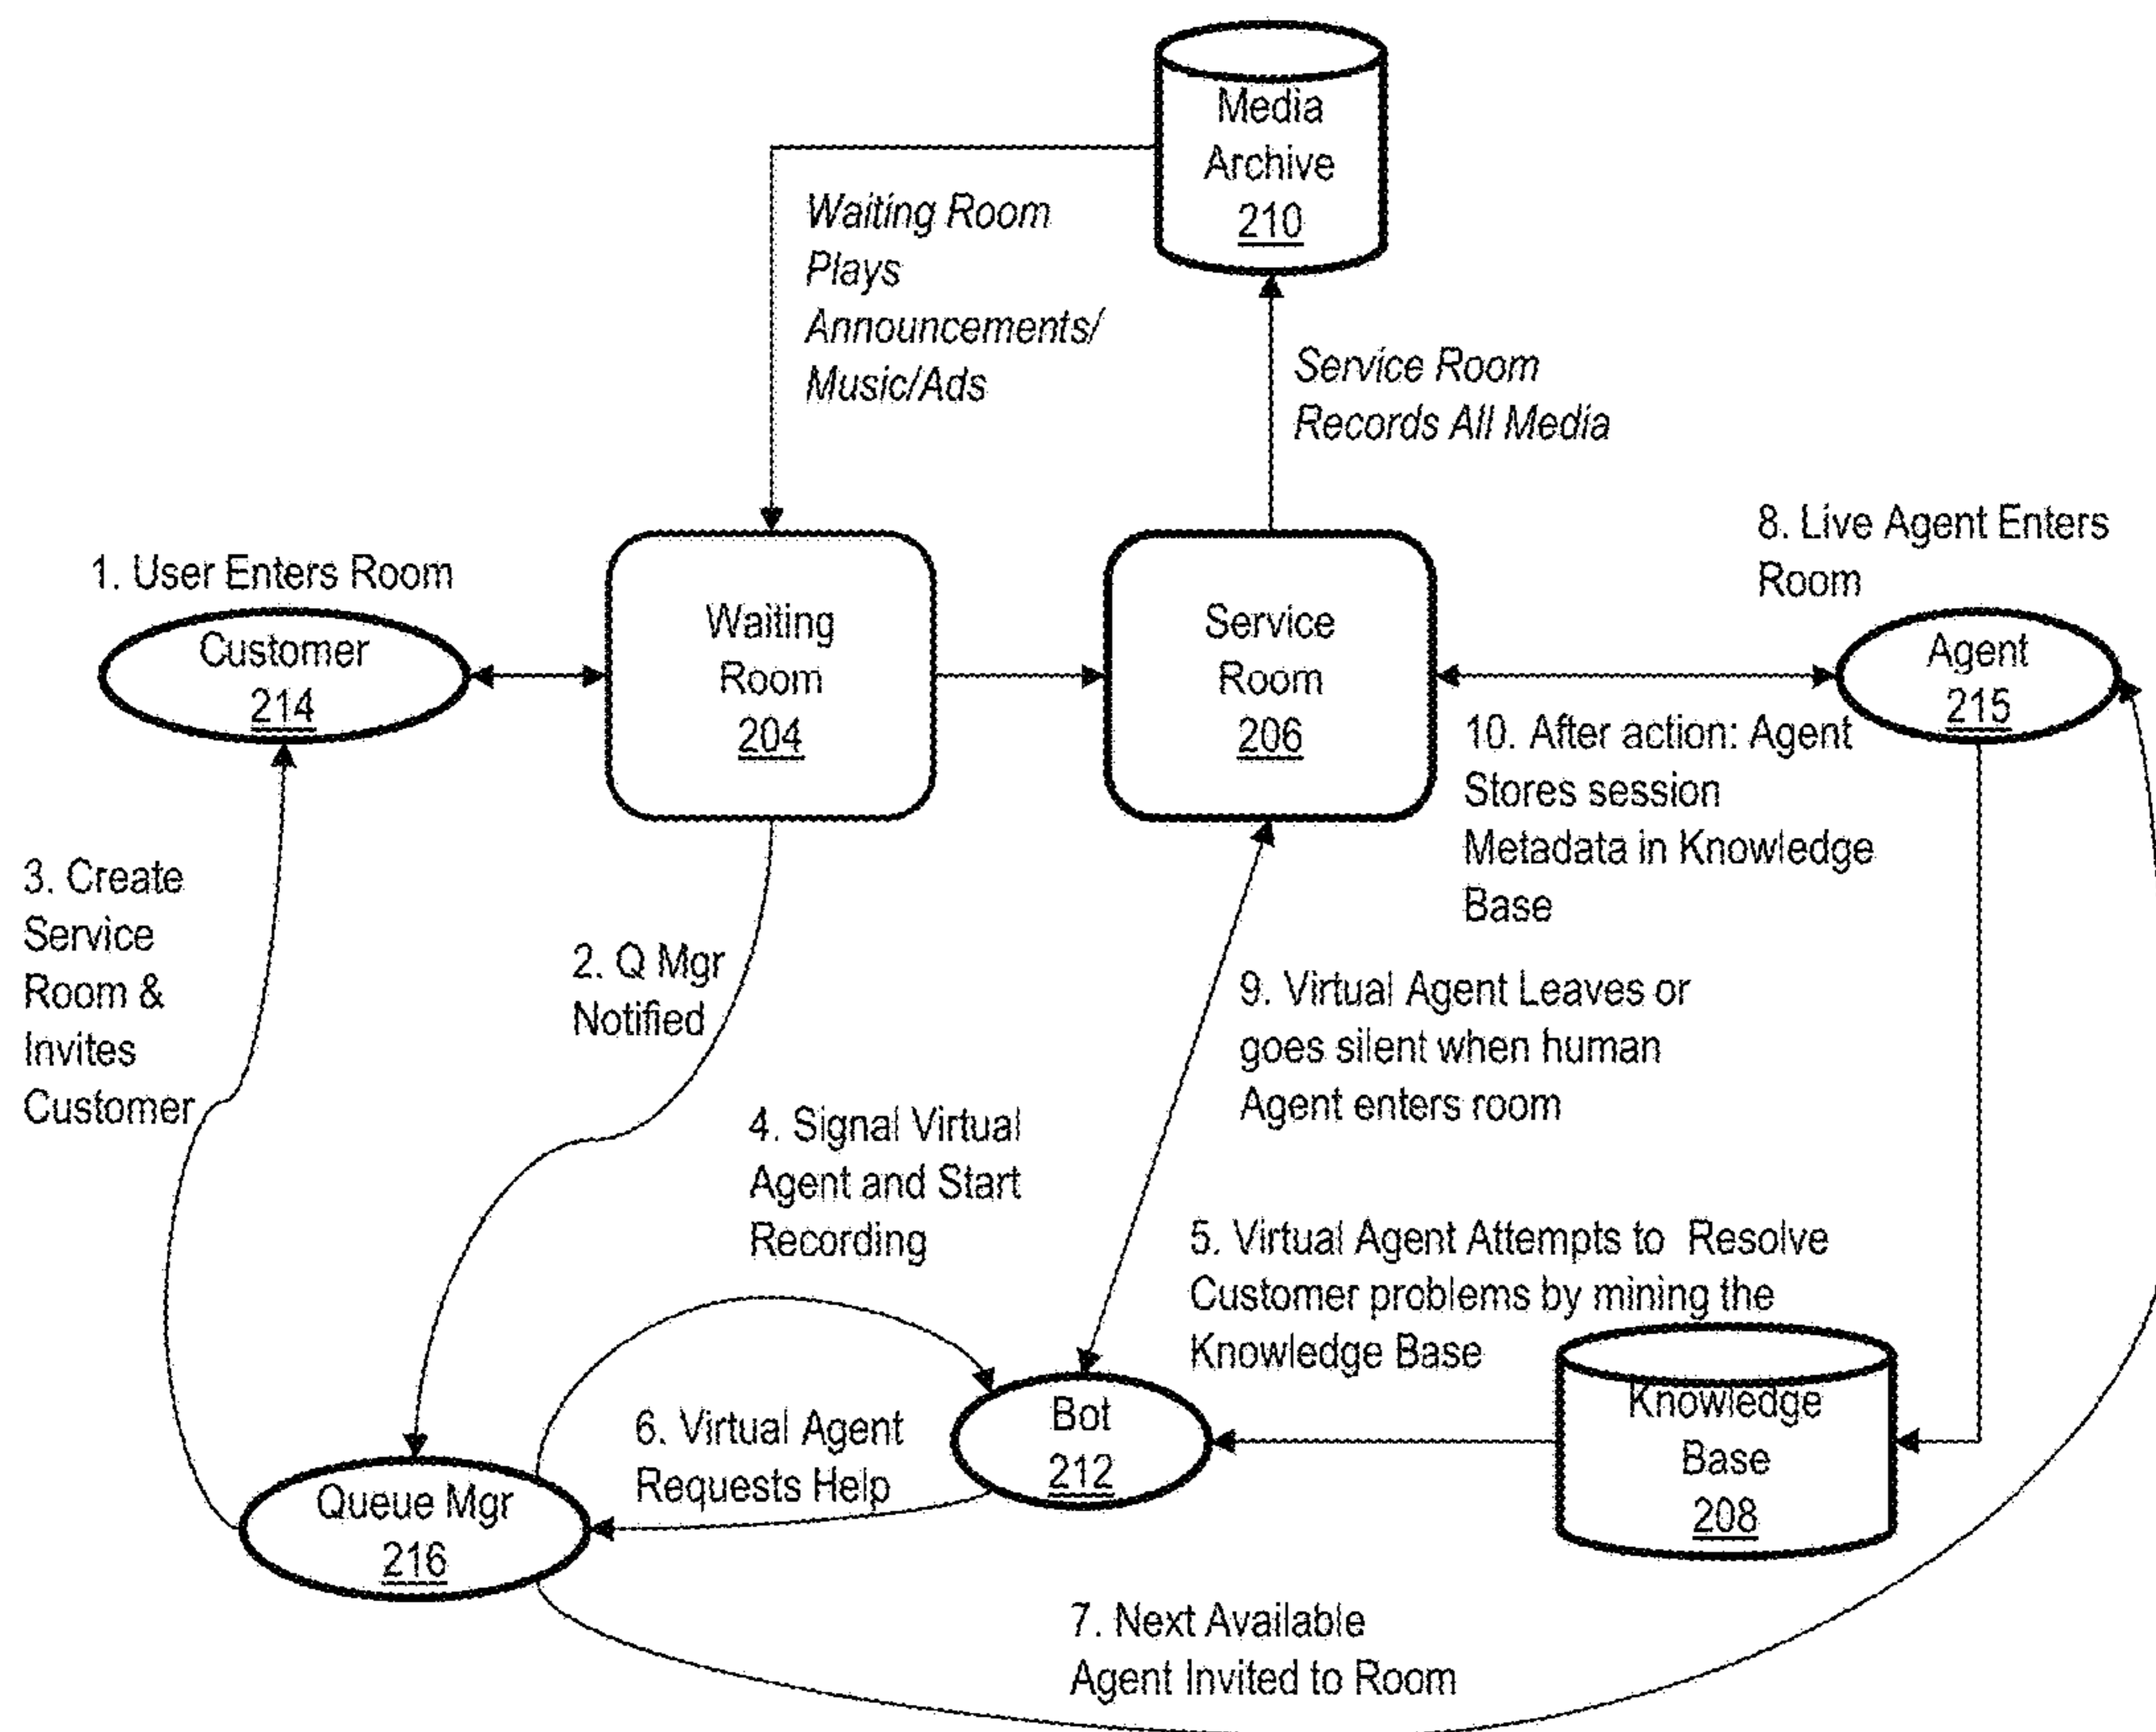 Media
Archive
210
Waiting Room
Plays
Announcements/
Music/Ads
Service Room
Records All Media
1. User Enters Room
Customer
214
Waiting
Room
204
Service
Room
206
8. Live Agent Enters
Room
Agent
215
10. After action: Agent
Stores session
Metadata in Knowledge
Base
3. Create
Service
Room &
Invites
Customer
2. Q Mgr
Notified
9. Virtual Agent Leaves or
goes silent when human
Agent enters room
4. Signal Virtual
Agent and Start
Recording
5. Virtual Agent Attempts to Resolve
Customer problems by mining the
Knowledge Base
6. Virtual Agent
Requests Help
Bot
212
Knowledge
Base
208
Queue Mgr
216
7. Next Available
Agent Invited to Room